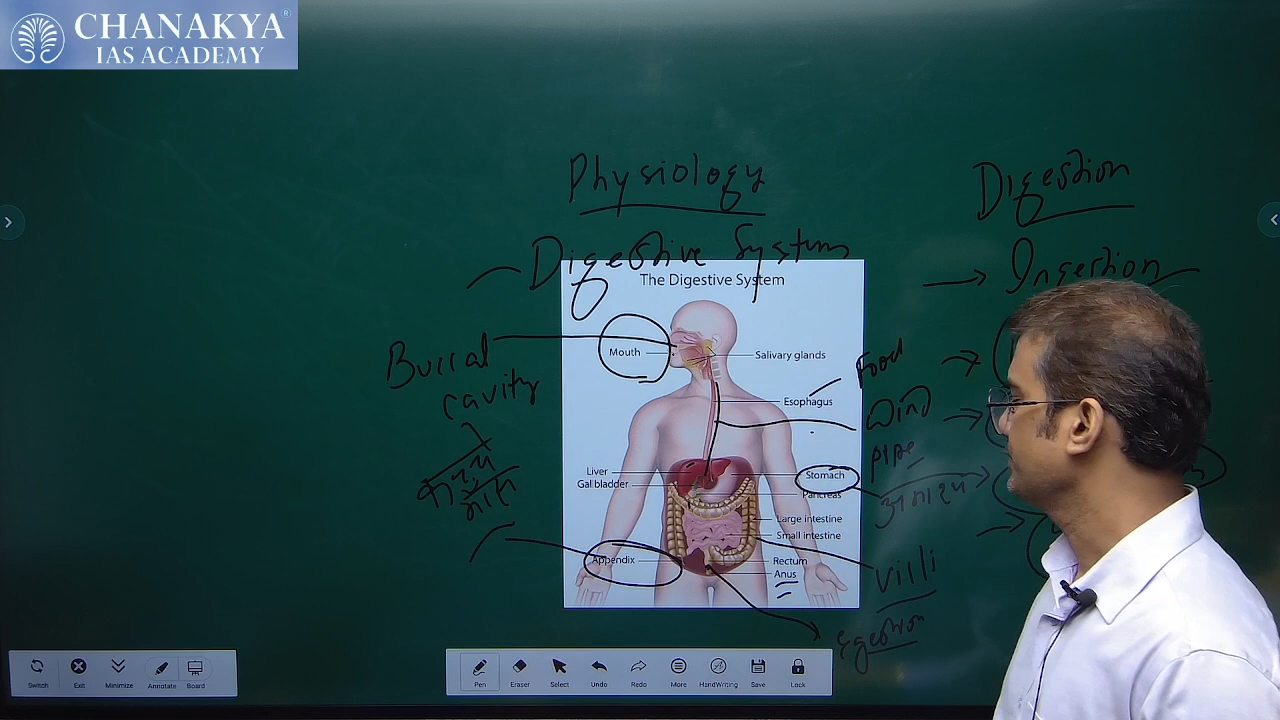 CHANAKYA®
IAS ACADEMY
Physiology
Digestion
Digestive System
Ingestion
The Digestive System
Mouth
Salivary glands
Buccal
cavity
Food
Esophagus
Wind
pipe
Liver
Gall bladder
Stomach
Pancreas
आमाशय
Large intestine
Small intestine
Appendix
Rectum
Anus
villi
Egestion
Switch
Exit
Minimize
Annotate
Board
Pen
Eraser
Select
Undo
Redo
More
HandWriting
Save
Lock